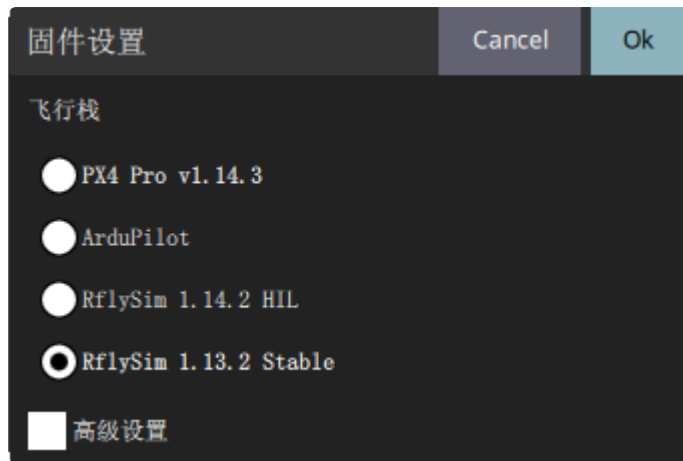 固件设置 Cancel Ok
飞行栈
PX4 Pro v1.14.3
ArduPilot
RflySim 1.14.2 HIL
RflySim 1.13.2 Stable
高级设置